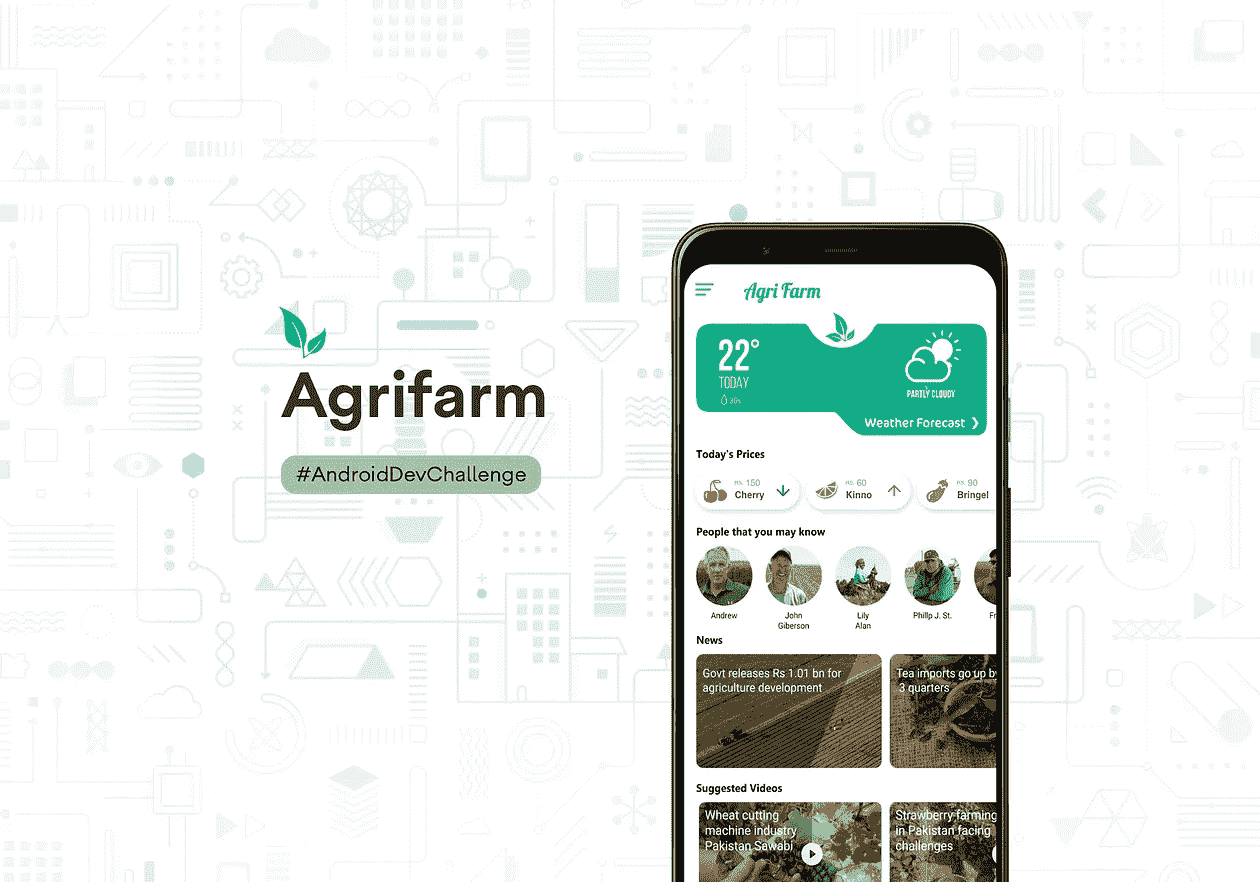 Agrifarm
#AndroidDevChallenge
Agri Farm
22°
TODAY
PARTLY CLOUDY
Weather Forecast
Today's Prices
RS. 150
Cherry
RS. 60
Kinno
RS. 90
Bringel
People that you may know
Andrew
John
Giberson
Lily
Alan
Phillp J. St.
News
Govt releases Rs 1.01 bn for
agriculture development
Tea imports go up by
3 quarters
Suggested Videos
Wheat cutting
machine industry
Pakistan Sawabi
Strawberry farming
in Pakistan facing
challenges